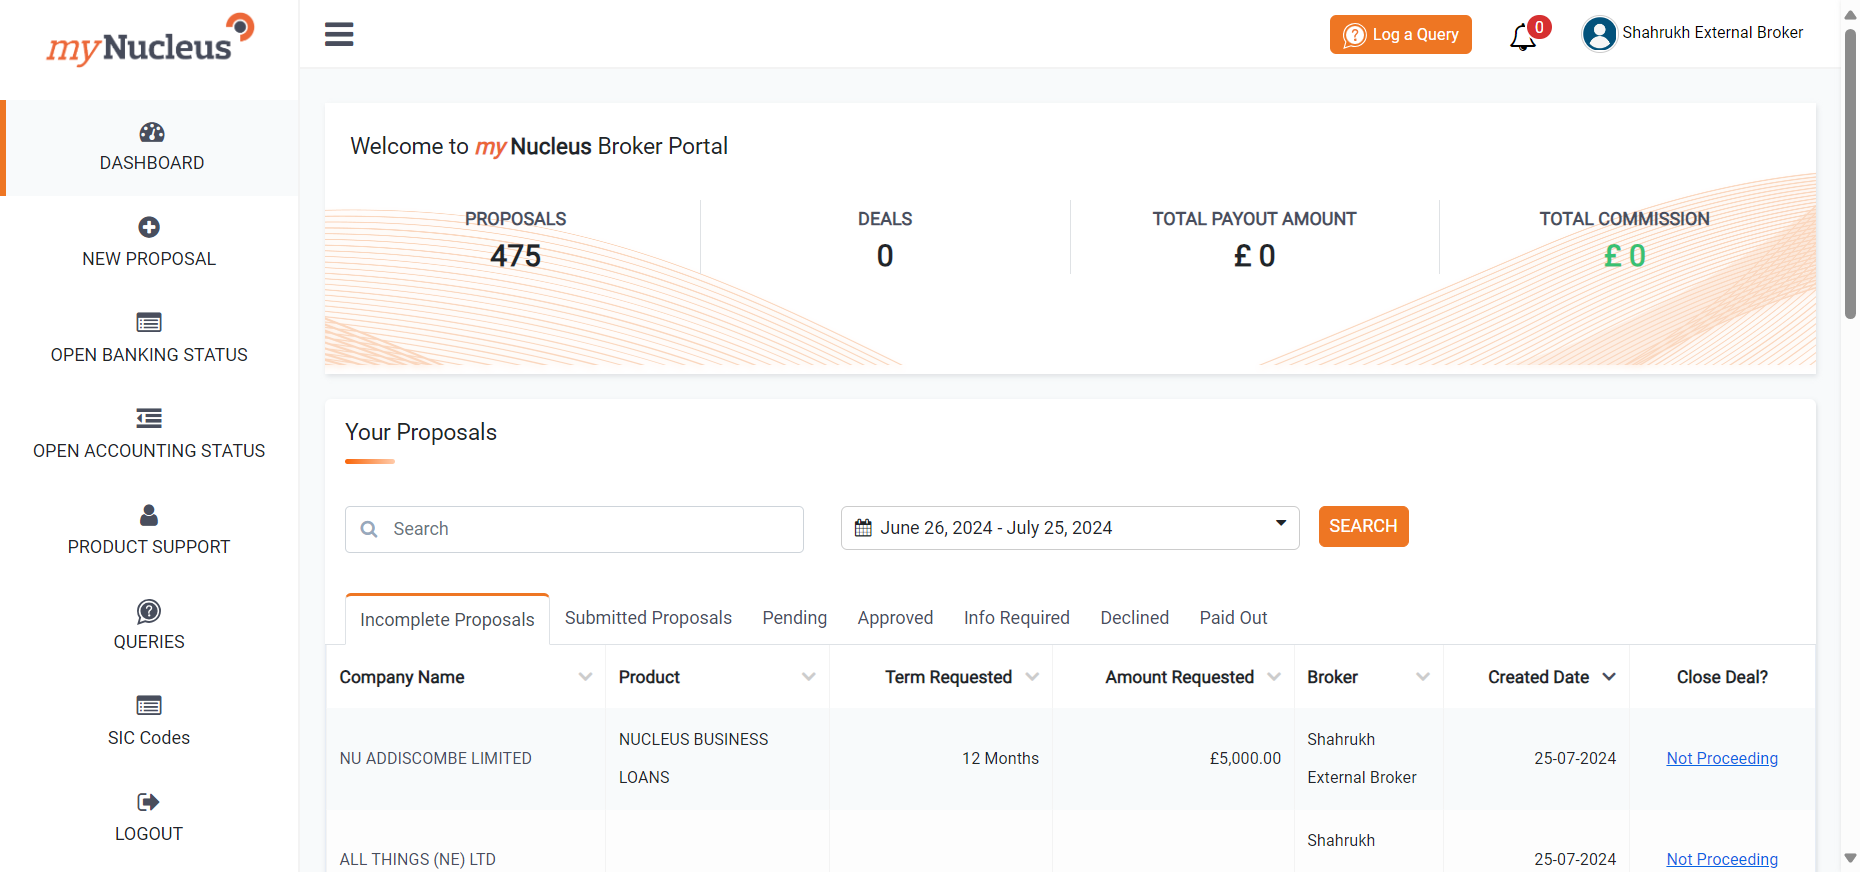 myNucleus
Log a Query
0
Shahrukh External Broker
DASHBOARD
NEW PROPOSAL
OPEN BANKING STATUS
OPEN ACCOUNTING STATUS
PRODUCT SUPPORT
QUERIES
SIC Codes
LOGOUT
Welcome to my Nucleus Broker Portal
PROPOSALS
475
DEALS
0
TOTAL PAYOUT AMOUNT
£ 0
TOTAL COMMISSION
£ 0
Your Proposals
Search
June 26, 2024 - July 25, 2024
SEARCH
Incomplete Proposals Submitted Proposals Pending Approved Info Required Declined Paid Out
Company Name Product Term Requested Amount Requested Broker Created Date Close Deal?
NU ADDISCOMBE LIMITED
NUCLEUS BUSINESS
LOANS
12 Months
£5,000.00
Shahrukh
External Broker
25-07-2024
Not Proceeding
ALL THINGS (NE) LTD
Shahrukh
25-07-2024
Not Proceeding